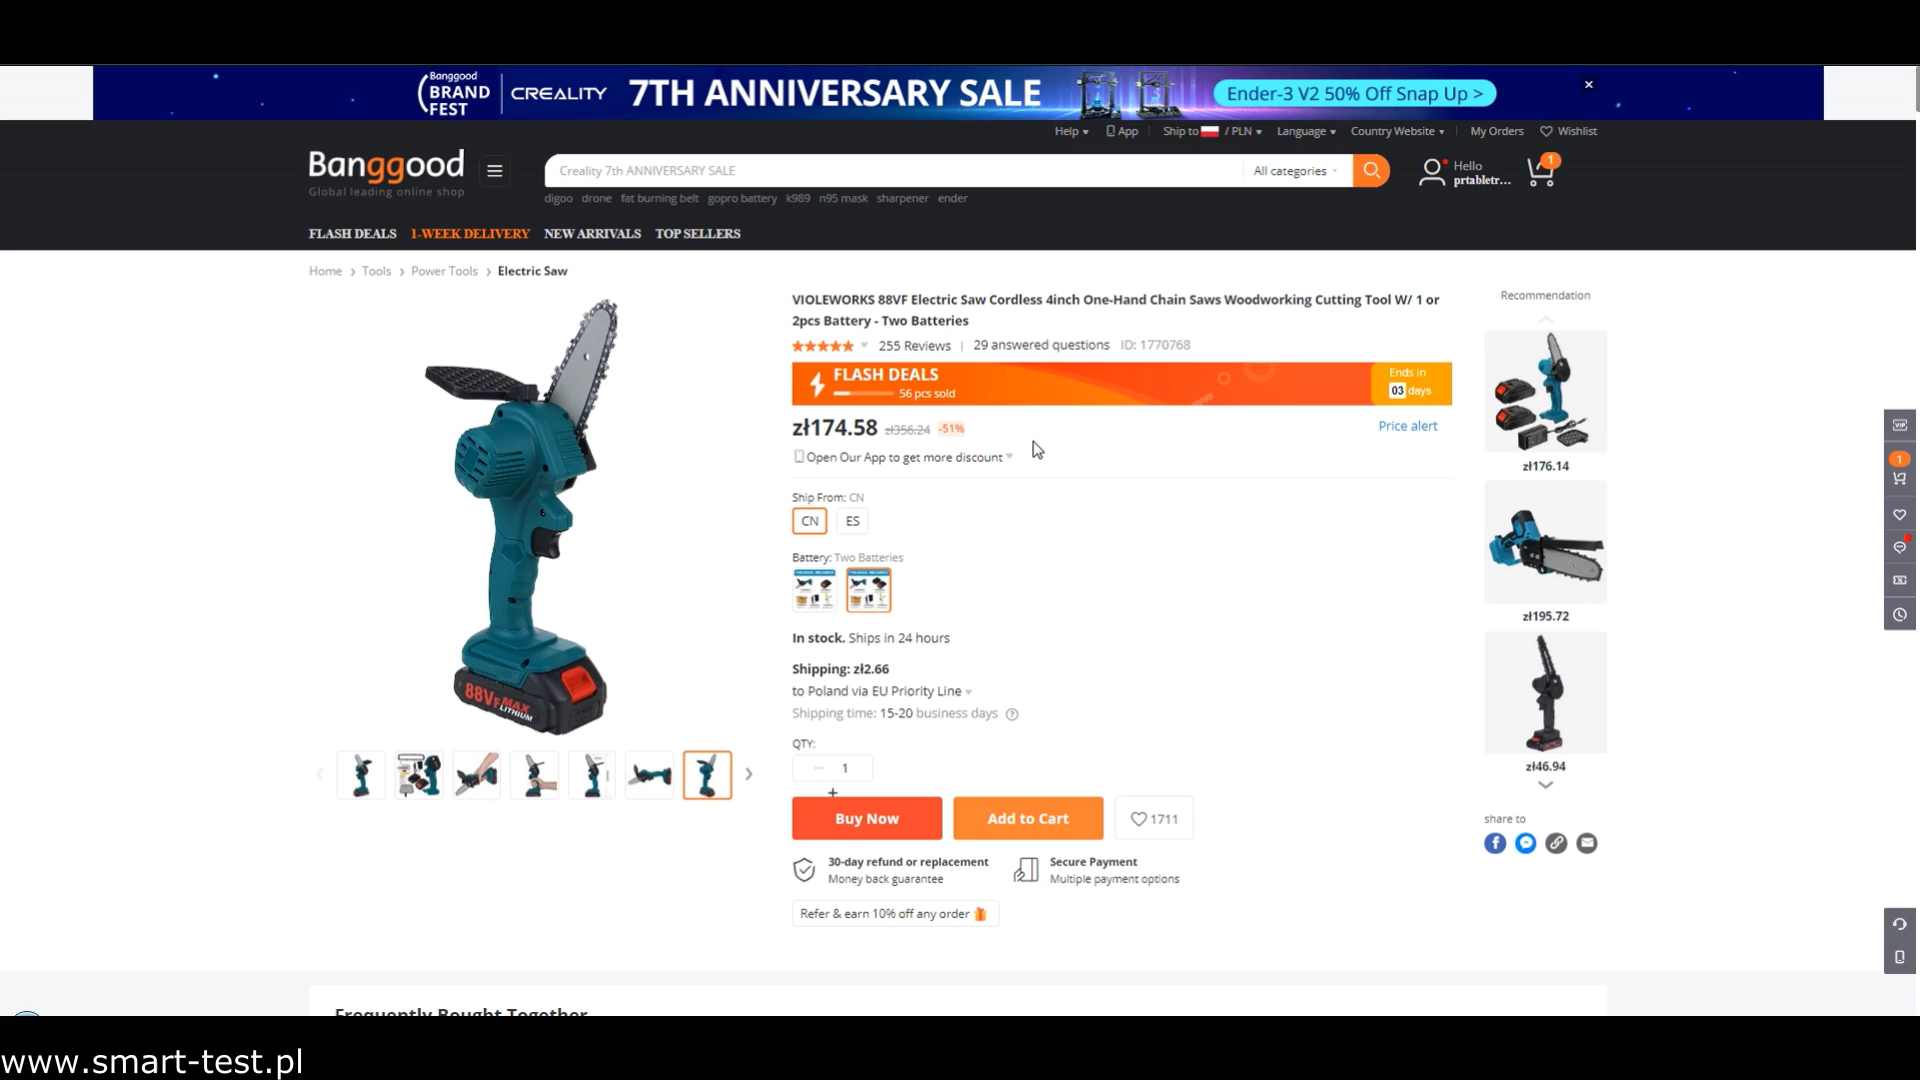 Banggood
BRAND
FEST
CREALITY
7TH ANNIVERSARY SALE
Ender-3 V2 50% Off Snap Up >
Help
App
Ship to / PLN
Language
Country Website
My Orders
Wishlist
Banggood
Global leading online shop
Creality 7th ANNIVERSARY SALE
All categories
Hello
prtabletr...
1
digoo drone fat burning belt gopro battery k989 n95 mask sharpener ender
FLASH DEALS 1-WEEK DELIVERY NEW ARRIVALS TOP SELLERS
Home > Tools > Power Tools > Electric Saw
VIOLEWORKS 88VF Electric Saw Cordless 4inch One-Hand Chain Saws Woodworking Cutting Tool W/ 1 or
2pcs Battery - Two Batteries
255 Reviews | 29 answered questions ID: 1770768
FLASH DEALS
56 pcs sold
Ends in
03 days
zł174.58 zł356.24 -51%
Price alert
Open Our App to get more discount
Ship From: CN
CN ES
Battery: Two Batteries
In stock. Ships in 24 hours
Shipping: zł2.66
to Poland via EU Priority Line
Shipping time: 15-20 business days
QTY:
1
+
Buy Now
Add to Cart
1711
30-day refund or replacement
Money back guarantee
Secure Payment
Multiple payment options
Refer & earn 10% off any order
88VF MAX
LITHIUM
Recommendation
zł176.14
zł195.72
zł46.94
share to
VIP
1
Frequently Bought Together
www.smart-test.pl